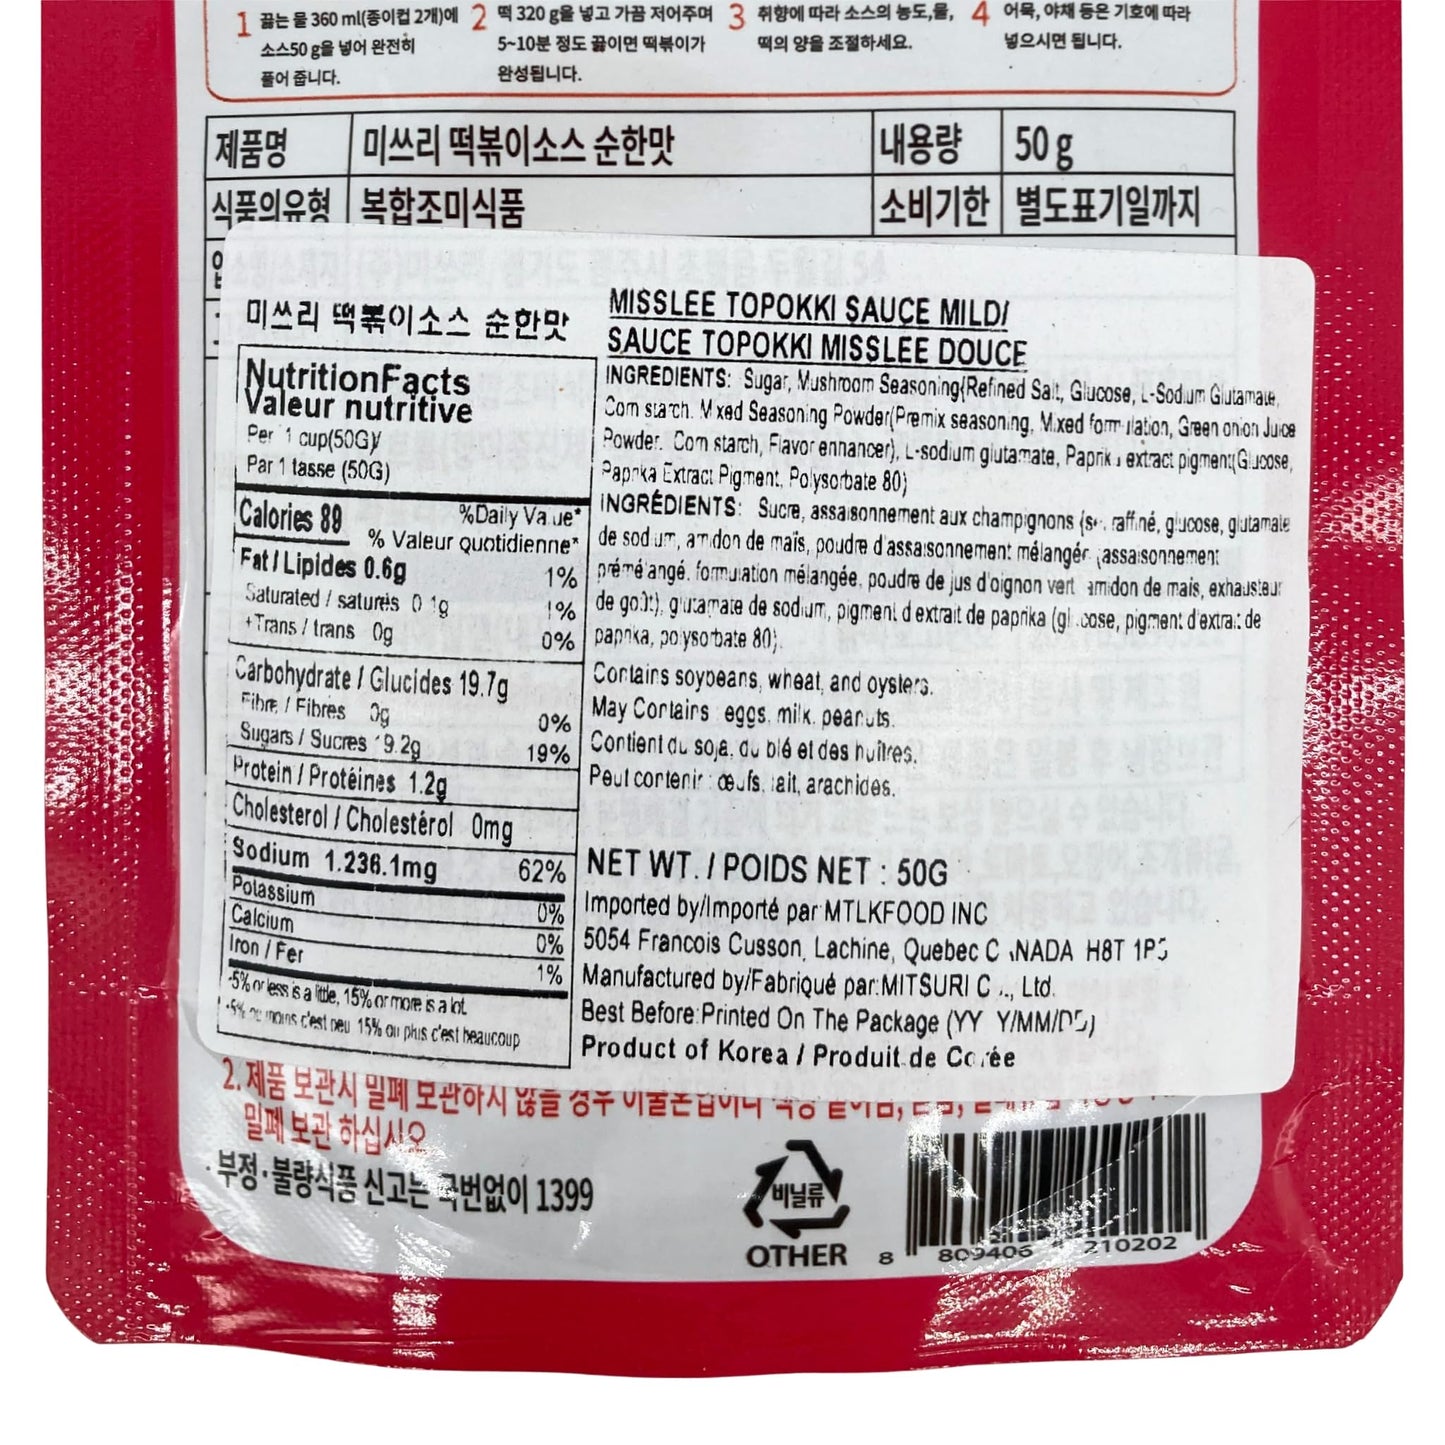 1 끓는 물 360 ml(종이컵 2개)에
소스50 g을 넣어 완전히
풀어 줍니다.
2 떡 320 g을 넣고 가끔 저어주며
5~10분 정도 끓이면 떡볶이가
완성됩니다.
3 취향에 따라 소스의 농도,물,
떡의 양을 조절하세요.
4 어묵, 야채 등은 기호에 따라
넣으시면 됩니다.
제품명 미쓰리 떡볶이소스 순한맛 내용량 50 g
식품의유형 복합조미식품 소비기한 별도표기일까지
미쓰리 떡볶이소스 순한맛
NutritionFacts
Valeur nutritive
Per 1 cup(50G)/
Par 1 tasse (50G)
Calories 89 %Daily Value*
% Valeur quotidienne*
Fat / Lipides 0.6g 1%
Saturated / saturés 0.1g 1%
+Trans / trans 0g 0%
Carbohydrate / Glucides 19.7g
Fibre / Fibres 0g 0%
Sugars / Sucres 19.2g 19%
Protein / Protéines 1.2g
Cholesterol / Cholestérol 0mg
Sodium 1.236.1mg 62%
Potassium 0%
Calcium 0%
Iron / Fer 1%
*5% or less is a little, 15% or more is a lot.
*5% ou moins c'est peu 15% ou plus c'est beaucoup
MISSLEE TOPOKKI SAUCE MILD/
SAUCE TOPOKKI MISSLEE DOUCE
INGREDIENTS: Sugar, Mushroom Seasoning(Refined Salt, Glucose, L-Sodium Glutamate,
Corn starch. Mixed Seasoning Powder(Premix seasoning, Mixed formulation, Green onion Juice
Powder. Corn starch, Flavor enhancer), L-sodium glutamate, Paprika extract pigment(Glucose,
Paprika Extract Pigment, Polysorbate 80)
INGRÉDIENTS: Sucre, assaisonnement aux champignons (sel raffiné, glucose, glutamate
de sodium, amidon de maïs, poudre d'assaisonnement mélangée (assaisonnement
prémélangé, formulation mélangée, poudre de jus d'oignon vert amidon de maïs, exhausteur
de goût), glutamate de sodium, pigment d'extrait de paprika (glucose, pigment d'extrait de
paprika, polysorbate 80).
Contains soybeans, wheat, and oysters.
May Contains : eggs, milk, peanuts.
Contient du soja, du blé et des huîtres.
Peut contenir : œufs, lait, arachides.
NET WT. / POIDS NET : 50G
Imported by/Importé par MTLKFOOD INC
5054 Francois Cusson, Lachine, Quebec CANADA H8T
Manufactured by/Fabriqué par:MITSURI Ltd.
Best Before:Printed On The Package (YYYY/MM/DD)
Product of Korea / Produit de Corée
2. 제품 보관시 밀폐 보관하지 않을 경우
밀폐 보관 하십시오
· 부정·불량식품 신고는 국번없이 1399
비닐류
OTHER
8 809406 210202